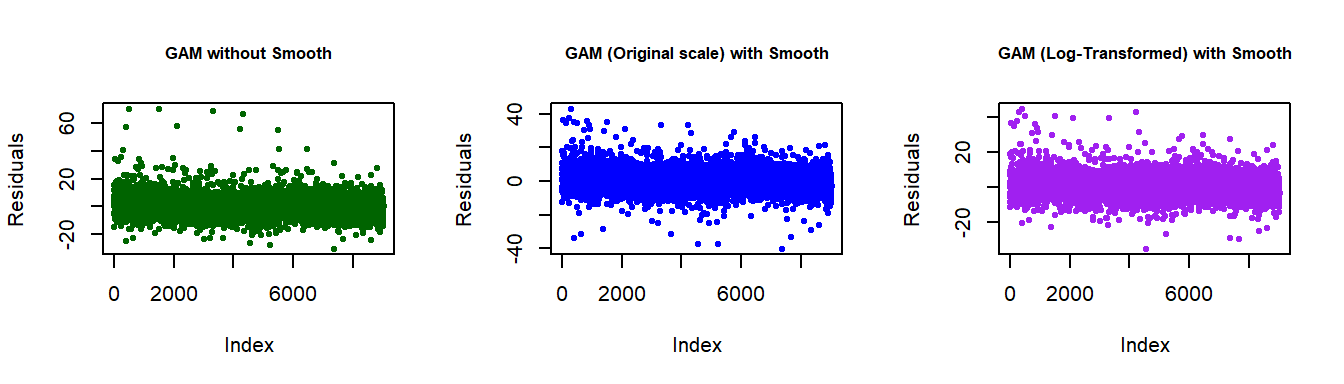 GAM without Smooth
Residuals
60
20
-20
0 2000 6000
Index
GAM (Original scale) with Smooth
Residuals
40
0
-40
0 2000 6000
Index
GAM (Log-Transformed) with Smooth
Residuals
20
-20
0 2000 6000
Index